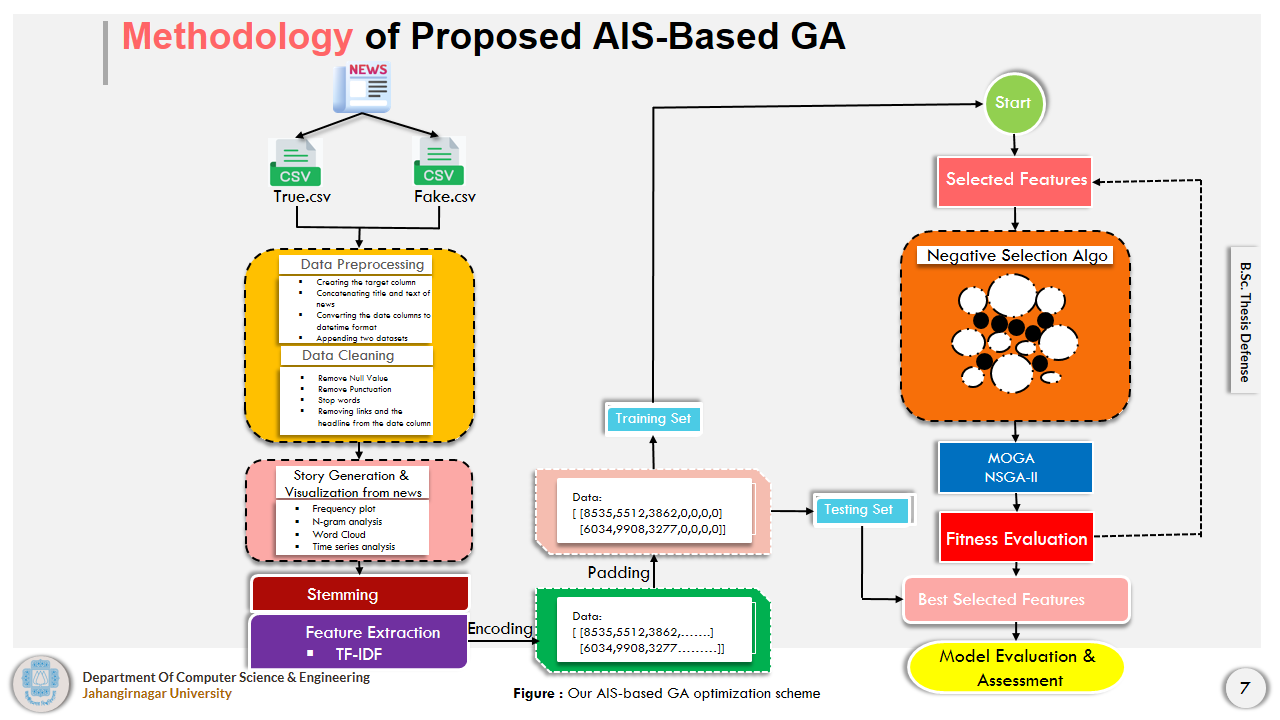 Methodology of Proposed AIS-Based GA
NEWS
CSV
CSV
True.csv
Fake.csv
Data Preprocessing
▪ Creating the target column
▪ Concatenating title and text of
news
▪ Converting the date columns to
datetime format
▪ Appending two datasets
Data Cleaning
▪ Remove Null Value
▪ Remove Punctuation
▪ Stop words
▪ Removing links and the
headline from the date column
Story Generation &
Visualization from news
▪ Frequency plot
▪ N-gram analysis
▪ Word Cloud
▪ Time series analysis
Stemming
Feature Extraction
▪ TF-IDF
Encoding
Data:
[ [8535,5512,3862,.......]
[6034,9908,3277.........]]
Padding
Data:
[ [8535,5512,3862,0,0,0,0]
[6034,9908,3277,0,0,0,0]]
Training Set
Testing Set
Start
Selected Features
Negative Selection Algo
MOGA
NSGA-II
Fitness Evaluation
Best Selected Features
Model Evaluation &
Assessment
B.Sc. Thesis Defense
Department Of Computer Science & Engineering
Jahangirnagar University
Figure : Our AIS-based GA optimization scheme
7